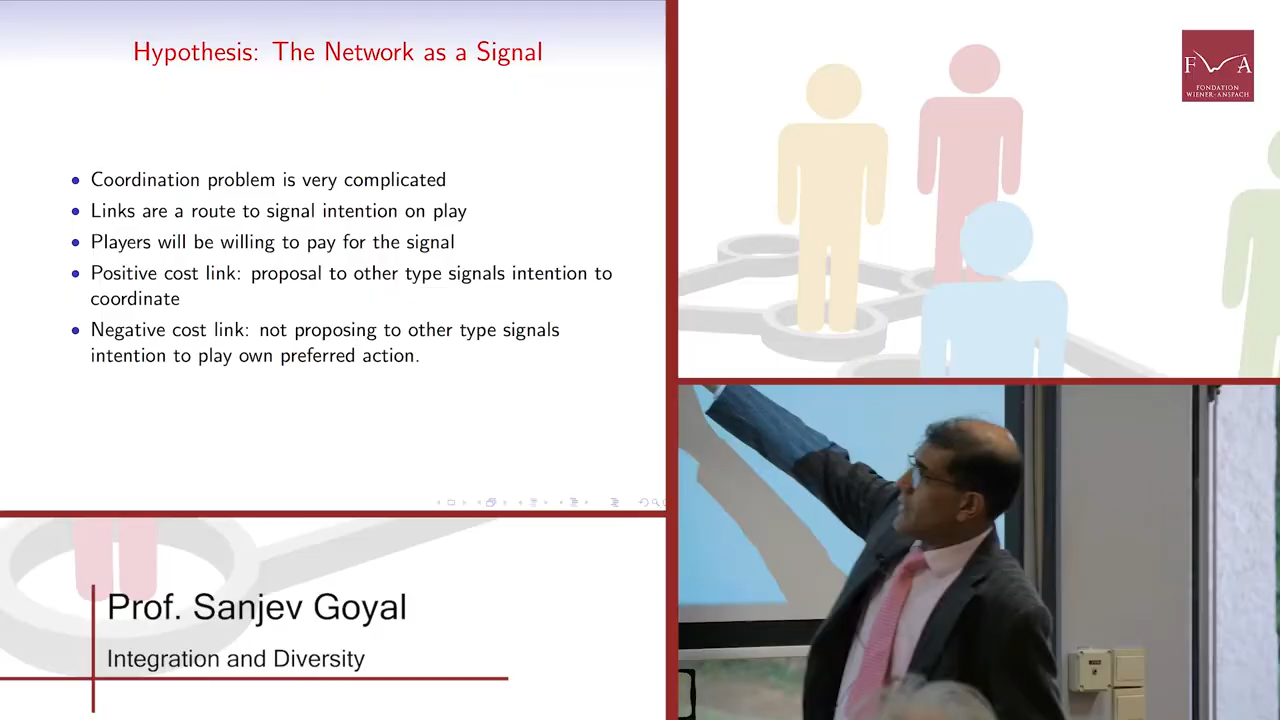 Hypothesis: The Network as a Signal
Coordination problem is very complicated
Links are a route to signal intention on play
Players will be willing to pay for the signal
Positive cost link: proposal to other type signals intention to
coordinate
Negative cost link: not proposing to other type signals
intention to play own preferred action.
F W A
FONDATION
WIENER-ANSPACH
Prof. Sanjev Goyal
Integration and Diversity